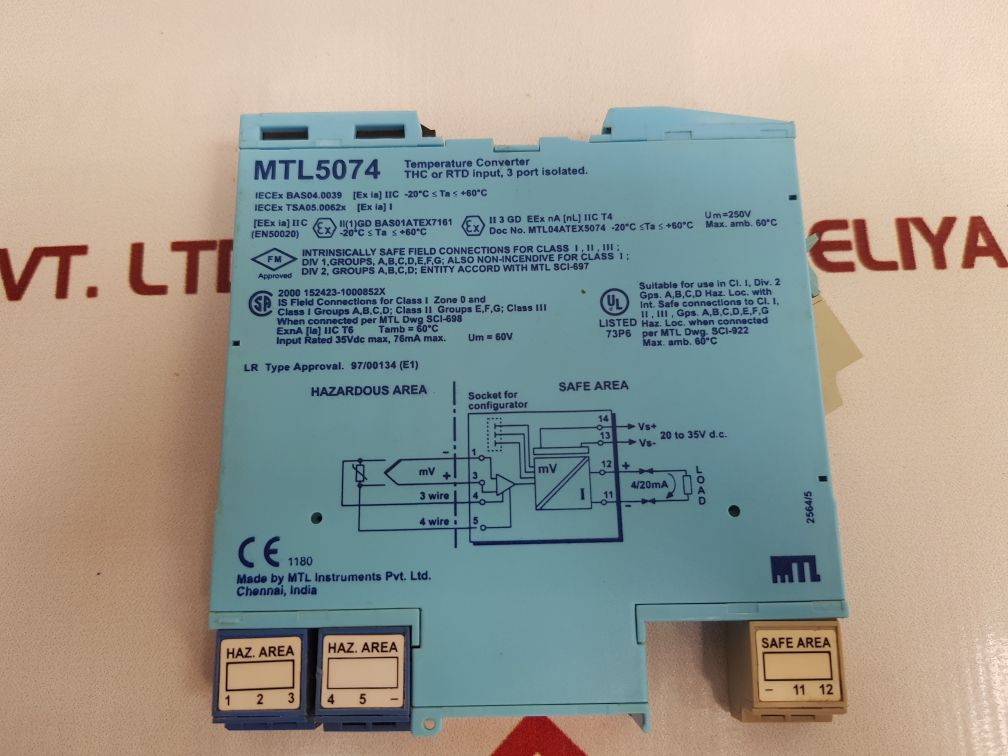 VT. LTD
ELIYA
MTL5074
Temperature Converter
THC or RTD input, 3 port isolated.
IECEx BAS04.0039 [Ex ia] IIC -20°C ≤ Ta ≤ +60°C
IECEx TSA05.0062x [Ex ia] I
[EEx ia] IIC
(EN50020)
Ex
II(1)GD BAS01ATEX7161
-20°C ≤ Ta ≤ +60°C
Ex
II 3 GD EEx nA [nL] IIC T4
Doc No. MTL04ATEX5074 -20°C ≤Ta ≤ +60°C
Um=250V
Max. amb. 60°C
FM
Approved
INTRINSICALLY SAFE FIELD CONNECTIONS FOR CLASS I , II , III ;
DIV 1,GROUPS, A,B,C,D,E,F,G; ALSO NON-INCENDIVE FOR CLASS I ;
DIV 2, GROUPS A,B,C,D; ENTITY ACCORD WITH MTL SCI-697
SA
2000 152423-1000852X
IS Field Connections for Class I Zone 0 and
Class I Groups A,B,C,D; Class II Groups E,F,G; Class III
When connected per MTL Dwg SCI-698
ExnA [ia] IIC T6 Tamb = 60°C
Input Rated 35Vdc max, 76mA max. Um = 60V
UL
LISTED
73P6
Suitable for use in Cl. I, Div. 2
Gps. A,B,C,D Haz. Loc. with
Int. Safe connections to Cl. I,
II , III , Gps. A,B,C,D,E,F,G
Haz. Loc. when connected
per MTL Dwg. SCI-922
Max. amb. 60°C
LR Type Approval. 97/00134 (E1)
HAZARDOUS AREA
SAFE AREA
Socket for
configurator
14
Vs+
13
Vs-
20 to 35V d.c.
- 1
mV
+ 3
3 wire 4
4 wire 5
mV
I
12 +
4/20mA
11 -
LOAD
2564/5
CE 1180
Made by MTL Instruments Pvt. Ltd.
Chennai, India
MTL
HAZ. AREA
1 2 3
HAZ. AREA
4 5 –
SAFE AREA
– 11 12